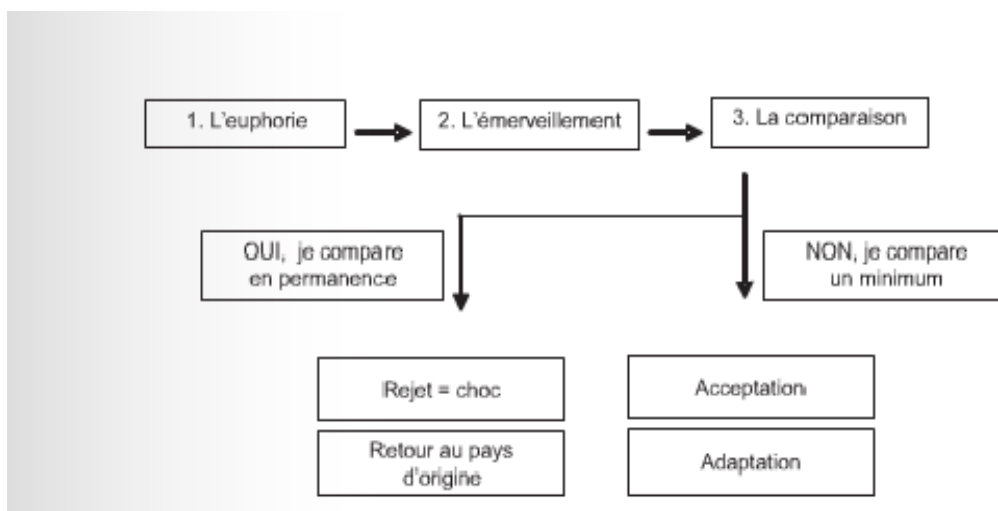 1. L'euphorie
2. L'émerveillement
3. La comparaison
OUI, je compare
en permanence
NON, je compare
un minimum
Rejet = choc
Acceptation
Retour au pays
d'origine
Adaptation